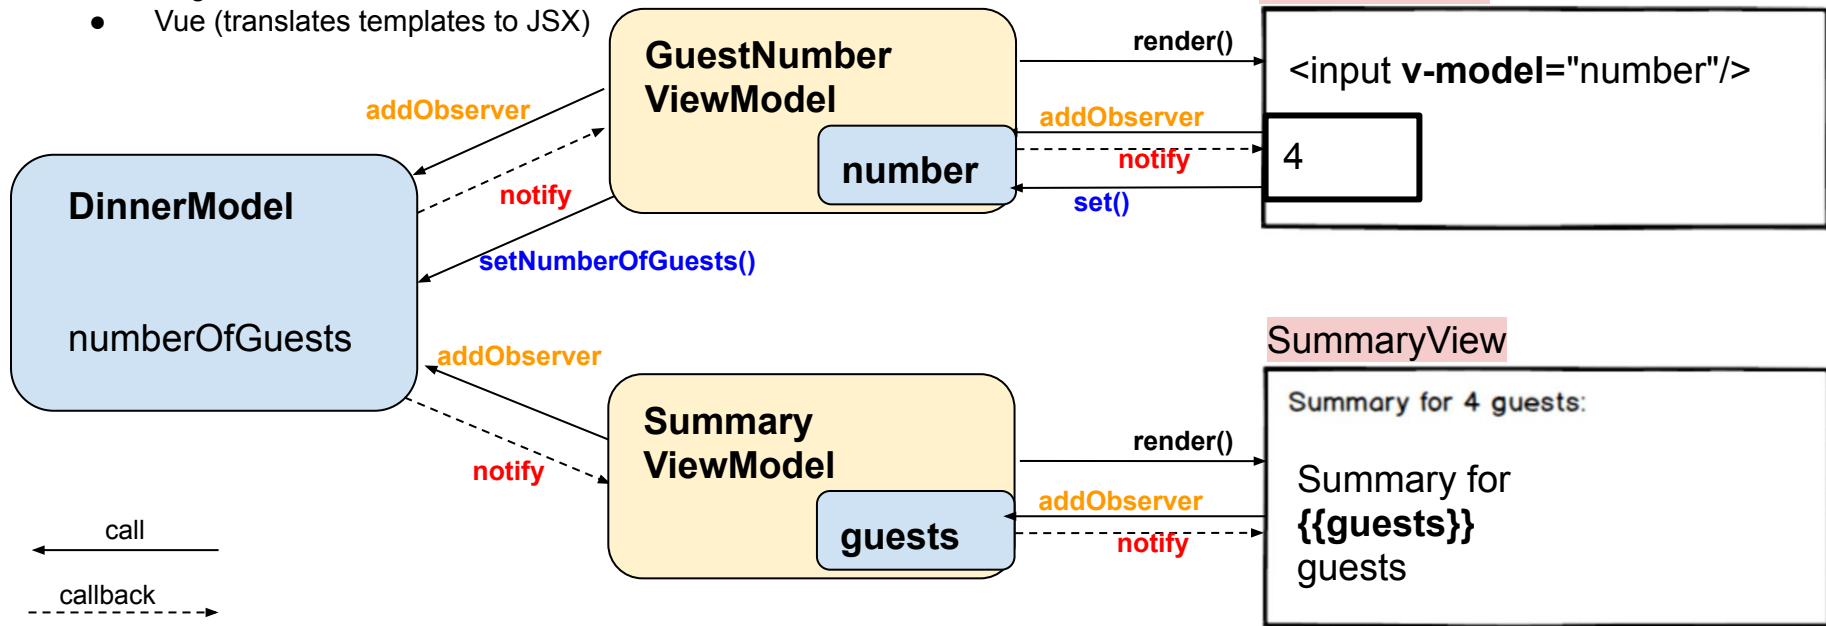 ● Vue (translates templates to JSX)
GuestNumber
ViewModel
number
render()
<input v-model="number"/>
addObserver
notify
4
set()
addObserver
notify
DinnerModel
numberOfGuests
setNumberOfGuests()
addObserver
notify
Summary
ViewModel
guests
render()
addObserver
notify
SummaryView
Summary for 4 guests:
Summary for
{{guests}}
guests
call
callback